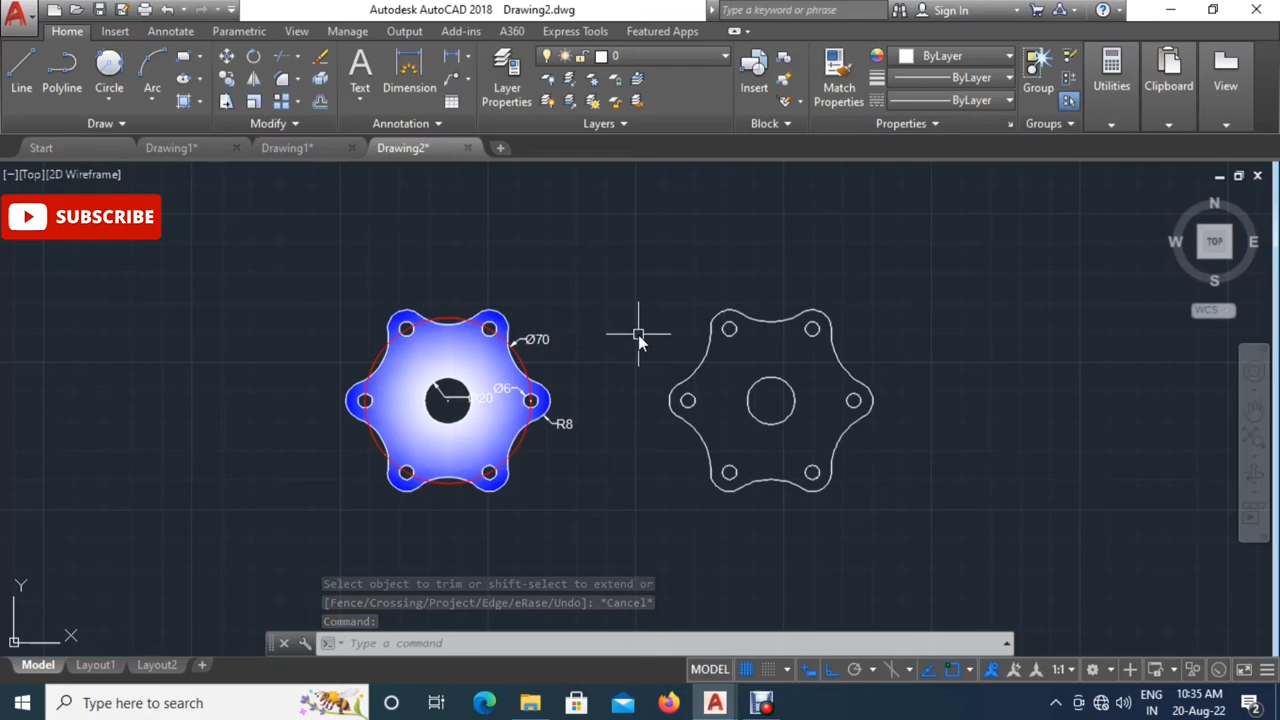 Autodesk AutoCAD 2018 Drawing2.dwg
Type a keyword or phrase
Sign In
Home Insert Annotate Parametric View Manage Output Add-ins A360 Express Tools Featured Apps
Line Polyline Circle Arc
Text Dimension
Layer Properties
0
Insert
Match Properties
ByLayer
ByLayer
ByLayer
Group
Utilities Clipboard View
Draw Modify Annotation Layers Block Properties Groups
Start Drawing1* Drawing1* Drawing2*
[−][Top][2D Wireframe]
SUBSCRIBE
N
W TOP E
S
WCS
Ø70
Ø6
Ø20
R8
Select object to trim or shift-select to extend or
[Fence/Crossing/Project/Edge/eRase/Undo]: *Cancel*
Command:
Type a command
Y
X
Model Layout1 Layout2
MODEL 1:1
Type here to search
ENG
IN
10:35 AM
20-Aug-22
2